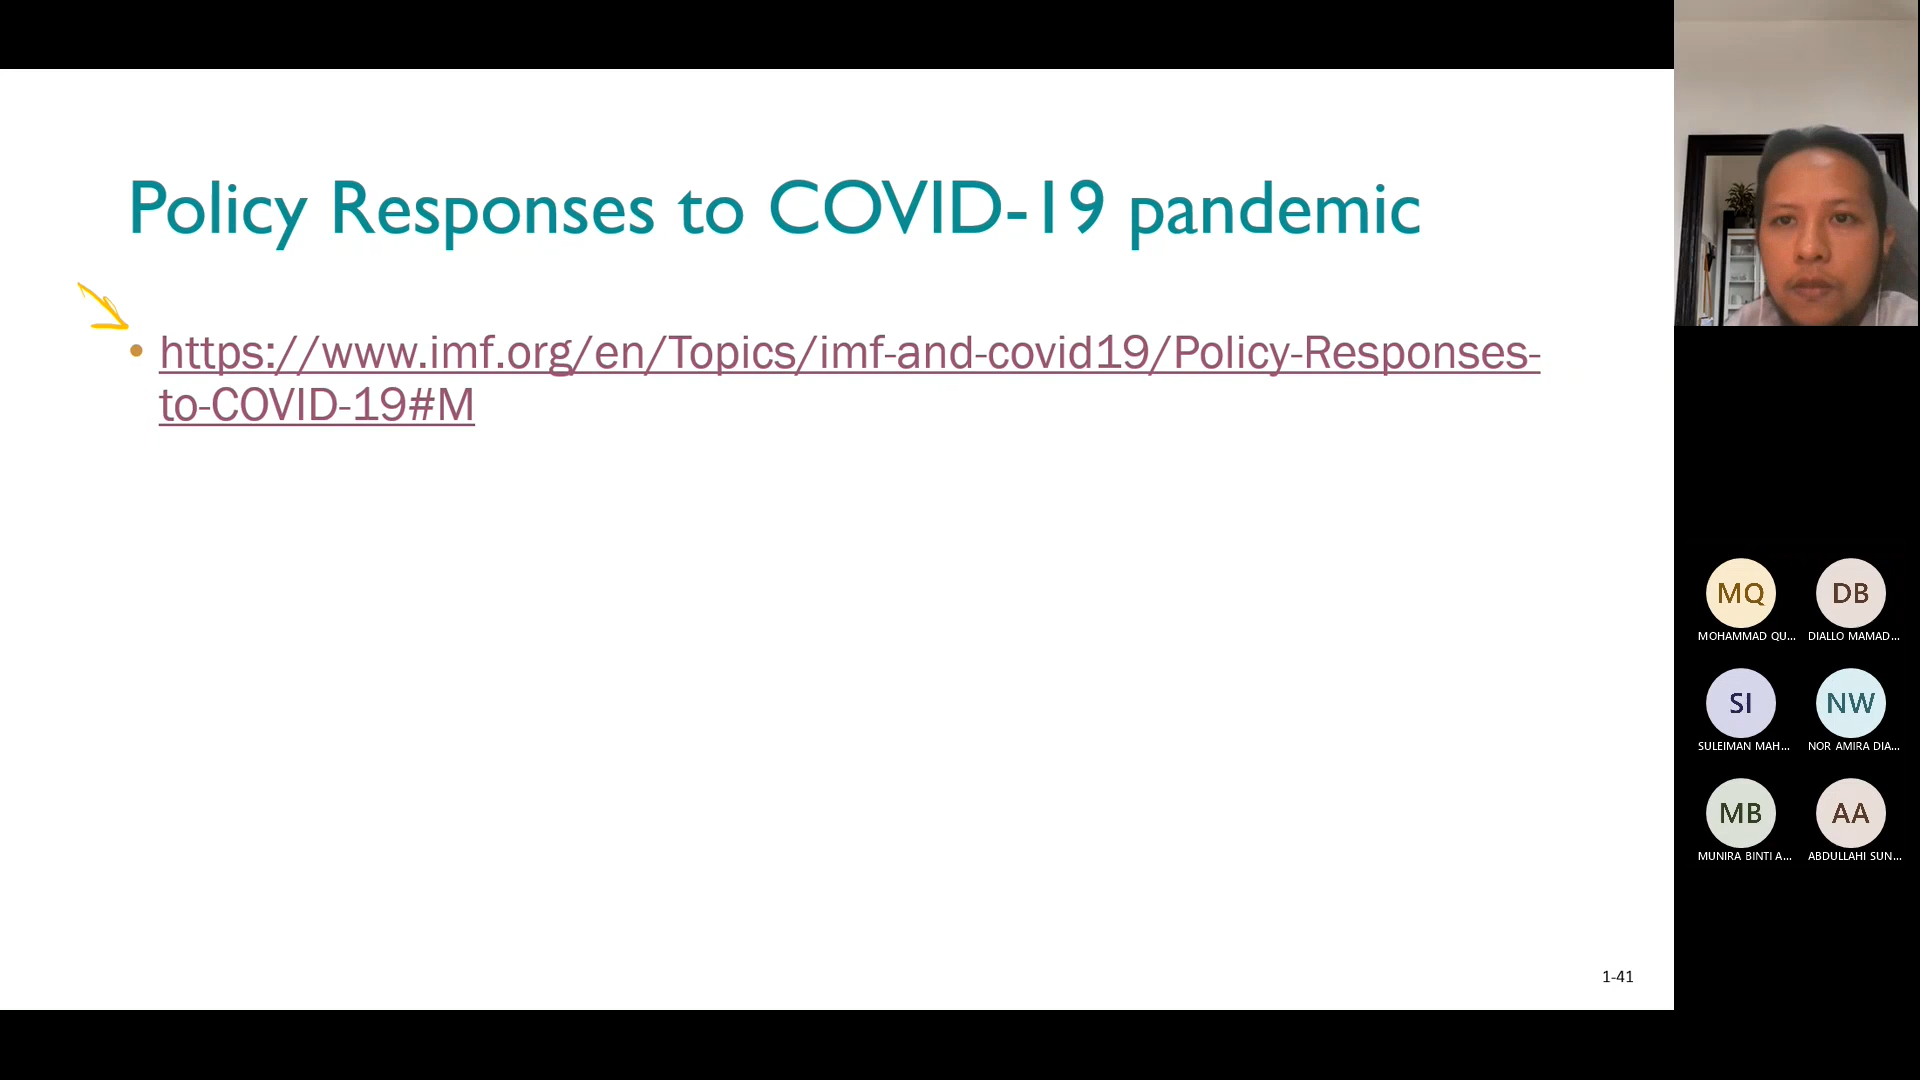 Policy Responses to COVID-19 pandemic
• https://www.imf.org/en/Topics/imf-and-covid19/Policy-Responses-
to-COVID-19#M
1-41
MQ
DB
MOHAMMAD QU...
DIALLO MAMAD...
SI
NW
SULEIMAN MAH...
NOR AMIRA DIA...
MB
AA
MUNIRA BINTI A...
ABDULLAHI SUN...